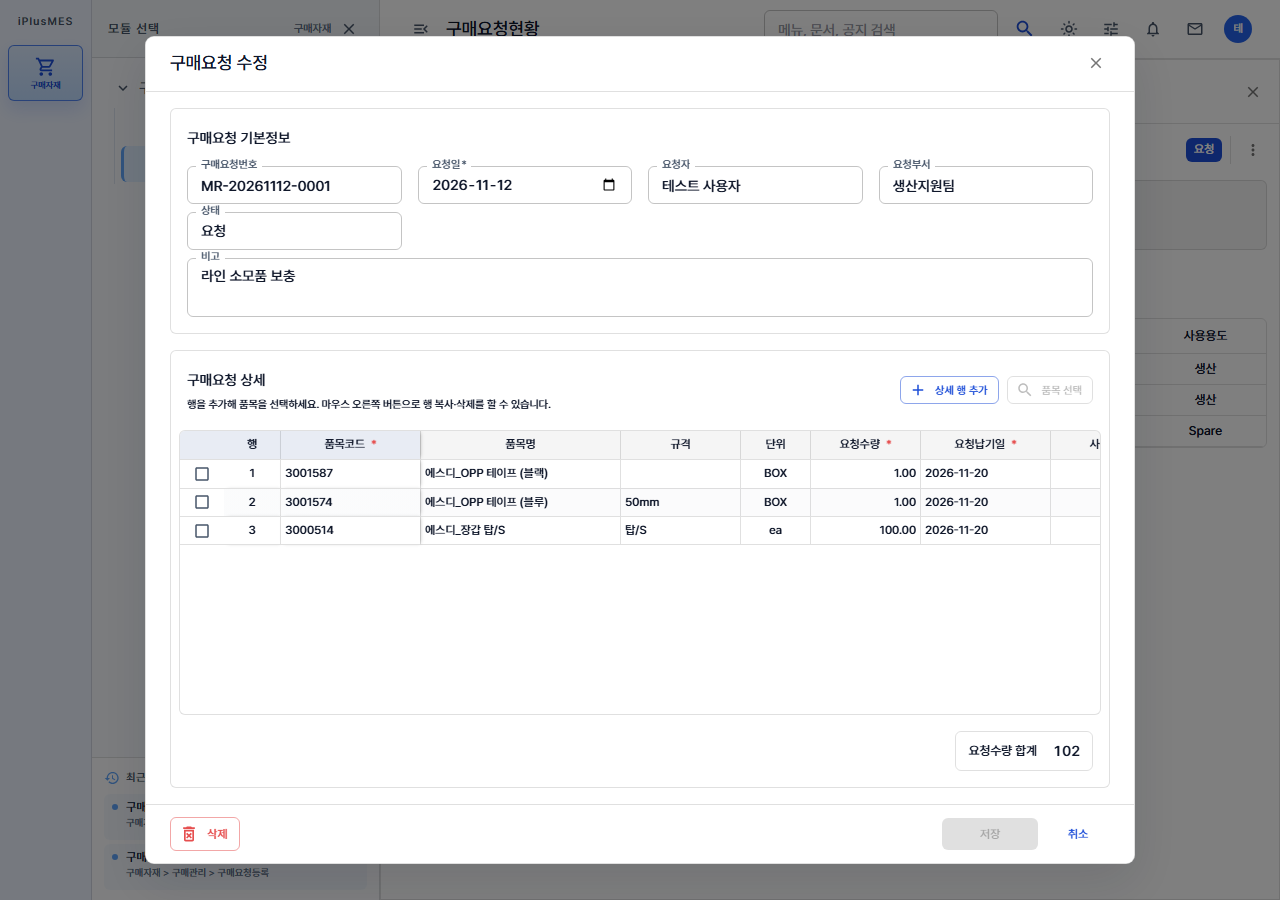 iPlusMES
모듈 선택
구매자재
구매요청현황
메뉴, 문서, 공지 검색
테
구매자재
구매요청 수정
요청
구매요청 기본정보
구매요청번호
MR-20261112-0001
요청일*
2026-11-12
요청자
테스트 사용자
요청부서
생산지원팀
상태
요청
비고
라인 소모품 보충
구매요청 상세
행을 추가해 품목을 선택하세요. 마우스 오른쪽 버튼으로 행 복사·삭제를 할 수 있습니다.
상세 행 추가
품목 선택
행 품목코드 * 품목명 규격 단위 요청수량 * 요청납기일 * 사
1 3001587 에스디_OPP 테이프 (블랙) BOX 1.00 2026-11-20
2 3001574 에스디_OPP 테이프 (블루) 50mm BOX 1.00 2026-11-20
3 3000514 에스디_장갑 탑/S 탑/S ea 100.00 2026-11-20
사용용도
생산
생산
Spare
요청수량 합계 102
최근
구매
구매
삭제
저장
취소
구매
구매자재 > 구매관리 > 구매요청등록